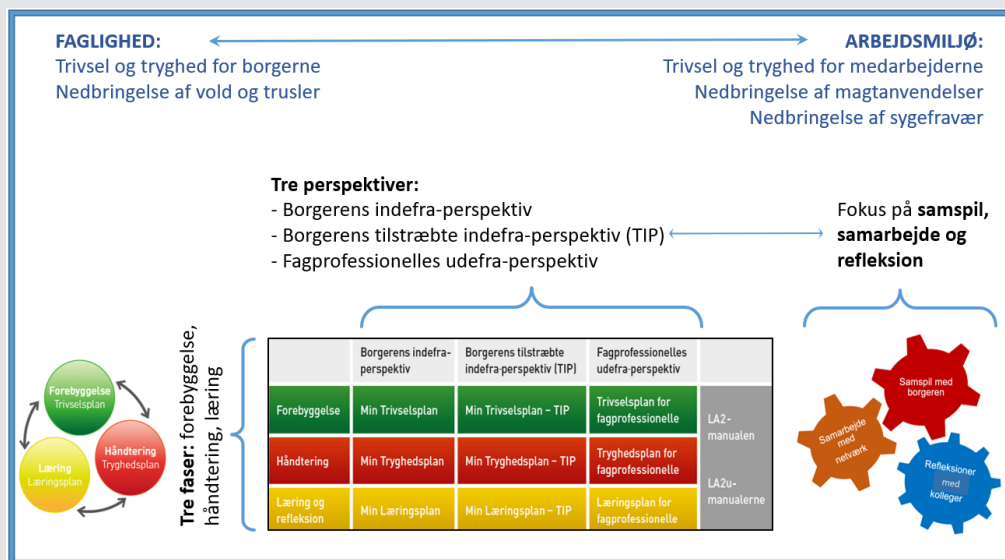 FAGLIGHED:
Trivsel og tryghed for borgerne
Nedbringelse af vold og trusler
ARBEJDSMILJØ:
Trivsel og tryghed for medarbejderne
Nedbringelse af magtanvendelser
Nedbringelse af sygefravær
Tre perspektiver:
- Borgerens indefra-perspektiv
- Borgerens tilstræbte indefra-perspektiv (TIP)
- Fagprofessionelles udefra-perspektiv
Fokus på samspil,
samarbejde og
refleksion
Forebyggelse
Trivselsplan
Håndtering
Tryghedsplan
Læring
Læringsplan
Tre faser: forebyggelse,
håndtering, læring
Borgerens indefra-
perspektiv
Borgerens tilstræbte
indefra-perspektiv (TIP)
Fagprofessionelles
udefra-perspektiv
Forebyggelse
Min Trivselsplan
Min Trivselsplan – TIP
Trivselsplan for
fagprofessionelle
Håndtering
Min Tryghedsplan
Min Tryghedsplan – TIP
Tryghedsplan for
fagprofessionelle
Læring og
refleksion
Min Læringsplan
Min Læringsplan – TIP
Læringsplan for
fagprofessionelle
LA2-
manualen
LA2u-
manualerne
Samspil med
borgeren
Samarbejde
med
netværk
Refleksioner
med
kolleger